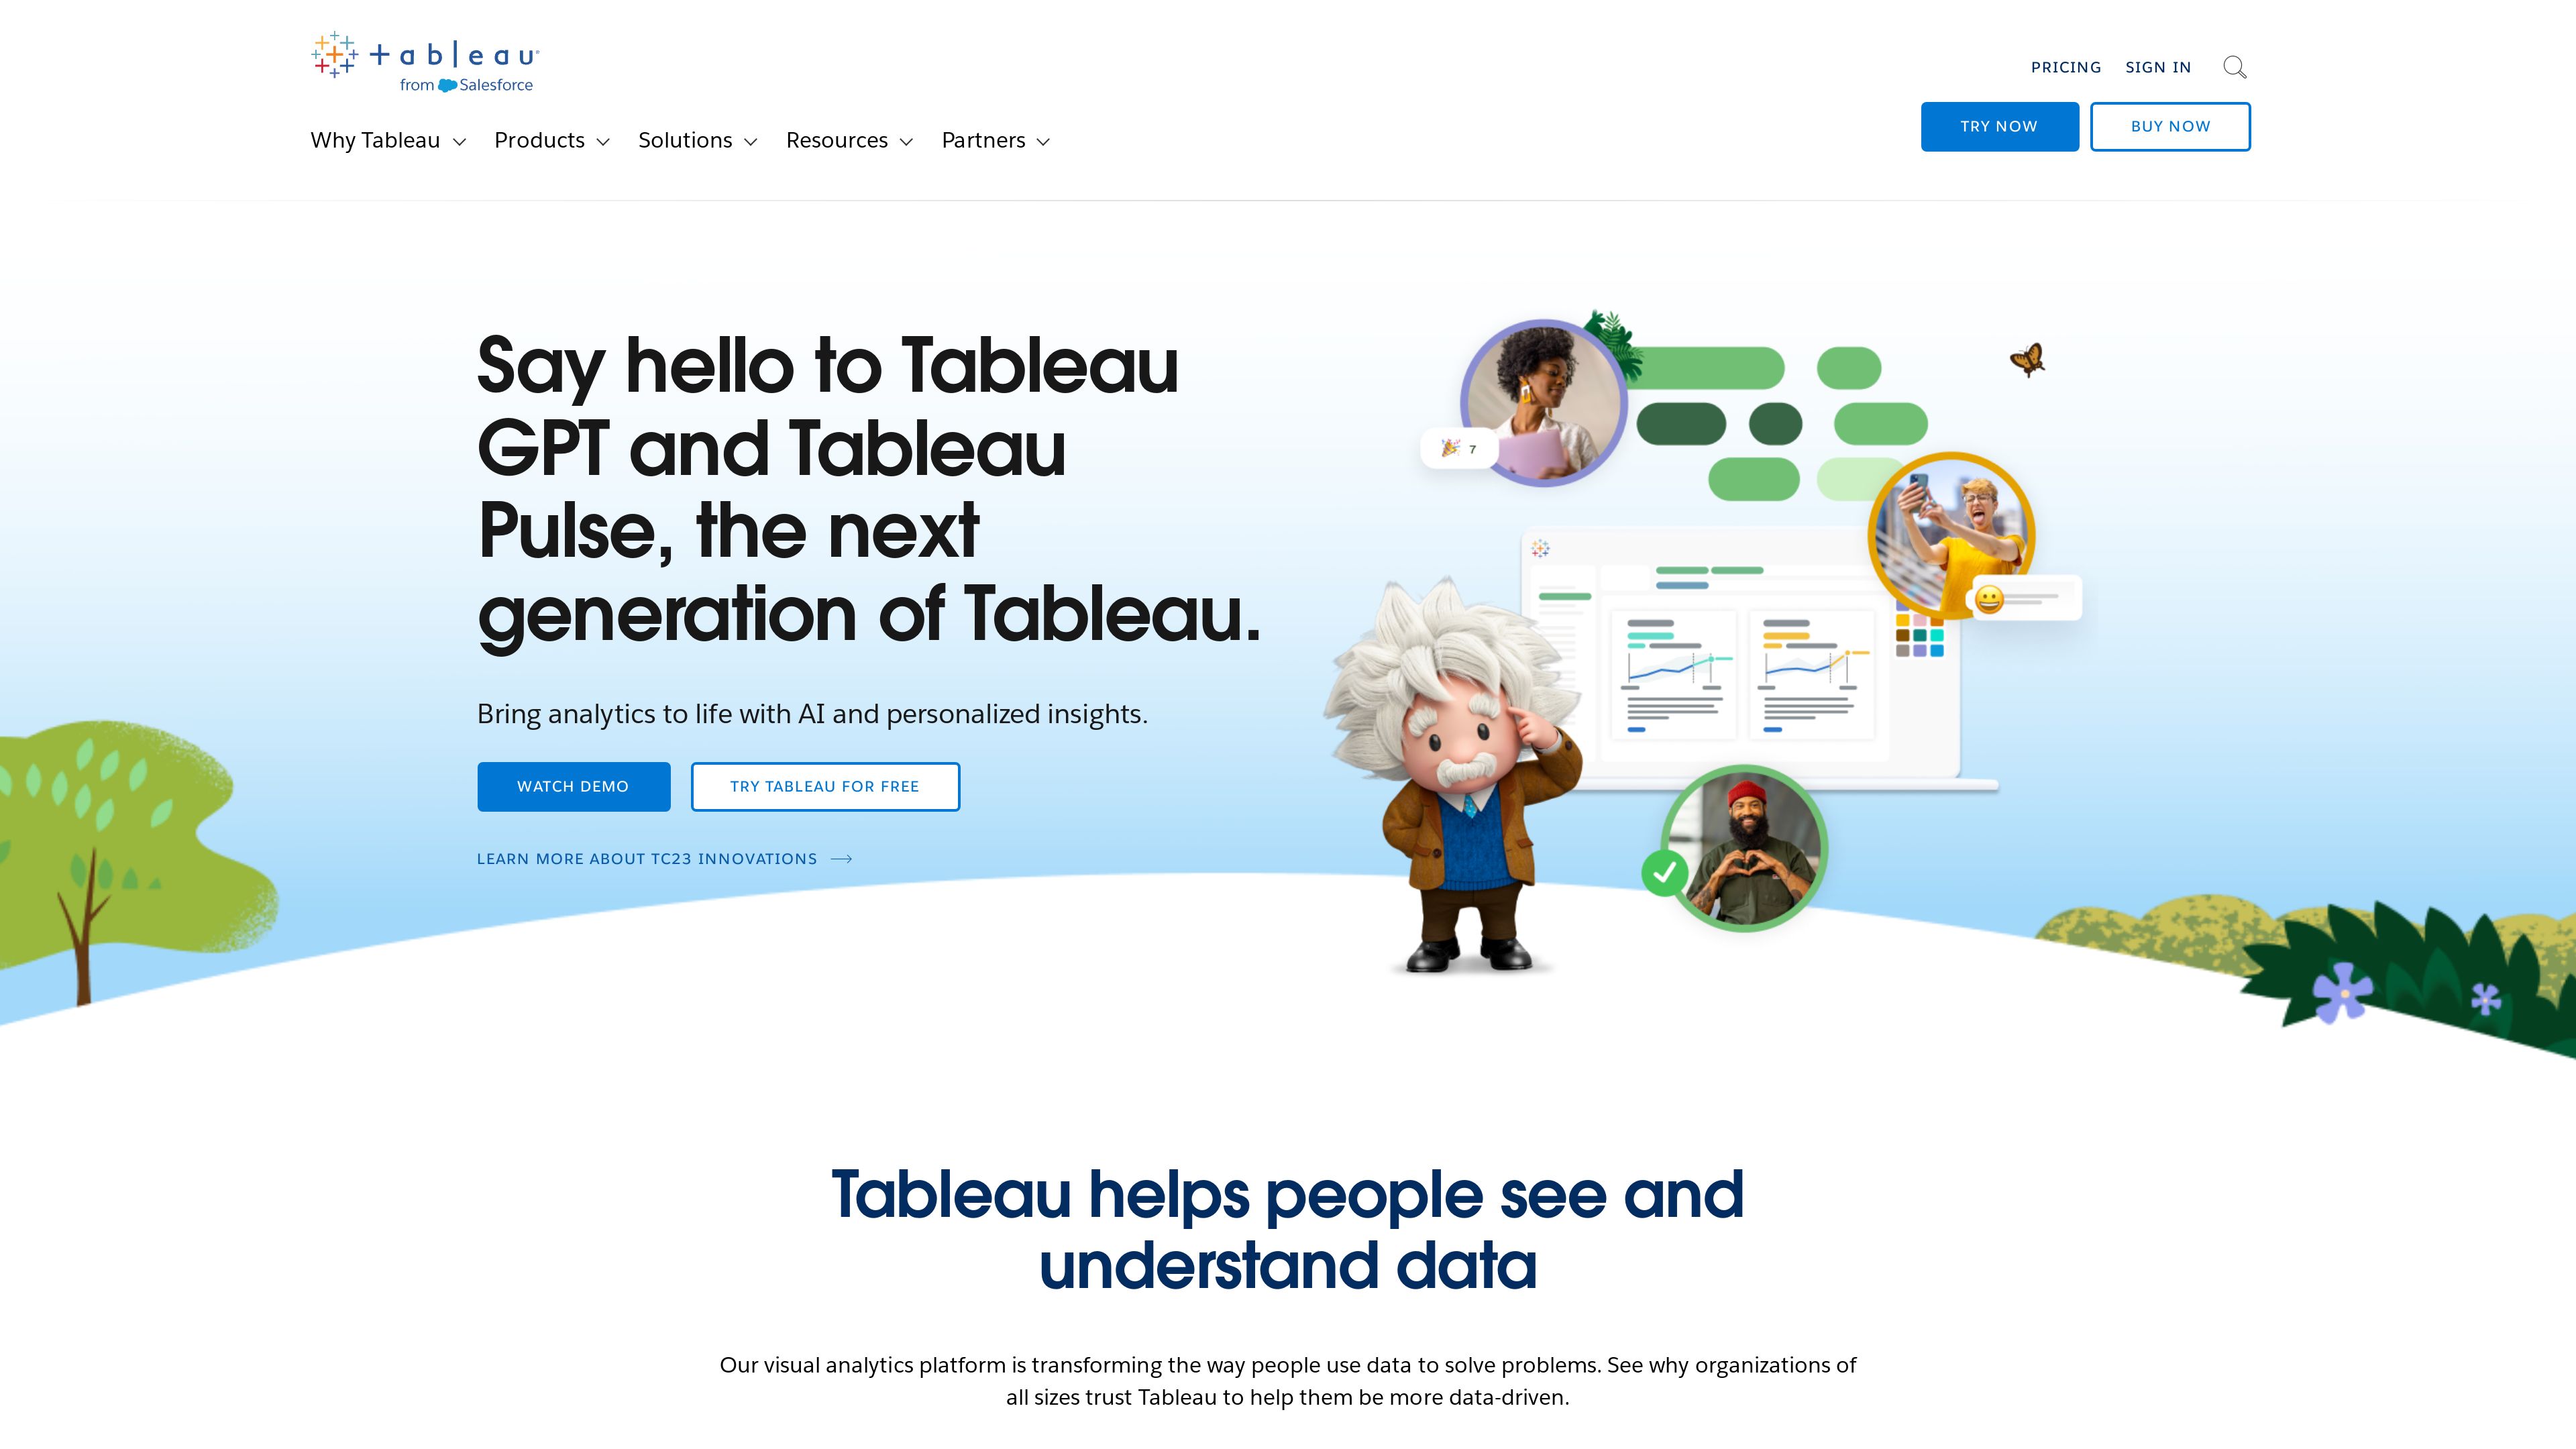 tableau
from Salesforce
PRICING SIGN IN
Why Tableau Products Solutions Resources Partners
TRY NOW BUY NOW
Say hello to Tableau
GPT and Tableau
Pulse, the next
generation of Tableau.
7
Bring analytics to life with AI and personalized insights.
WATCH DEMO TRY TABLEAU FOR FREE
LEARN MORE ABOUT TC23 INNOVATIONS
Tableau helps people see and
understand data
Our visual analytics platform is transforming the way people use data to solve problems. See why organizations of
all sizes trust Tableau to help them be more data-driven.